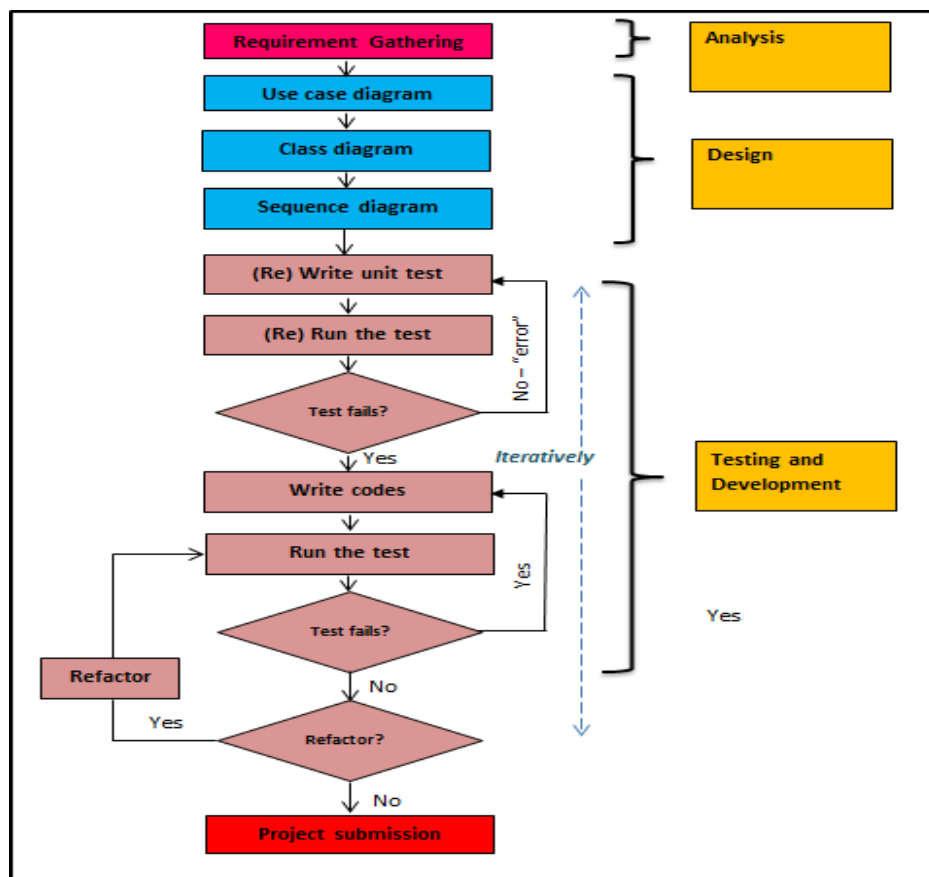 Requirement Gathering
Analysis
Use case diagram
Class diagram
Design
Sequence diagram
(Re) Write unit test
(Re) Run the test
No – “error”
Test fails?
Yes
Iteratively
Testing and
Development
Write codes
Run the test
Yes
Test fails?
Yes
Refactor
No
Yes
Refactor?
No
Project submission